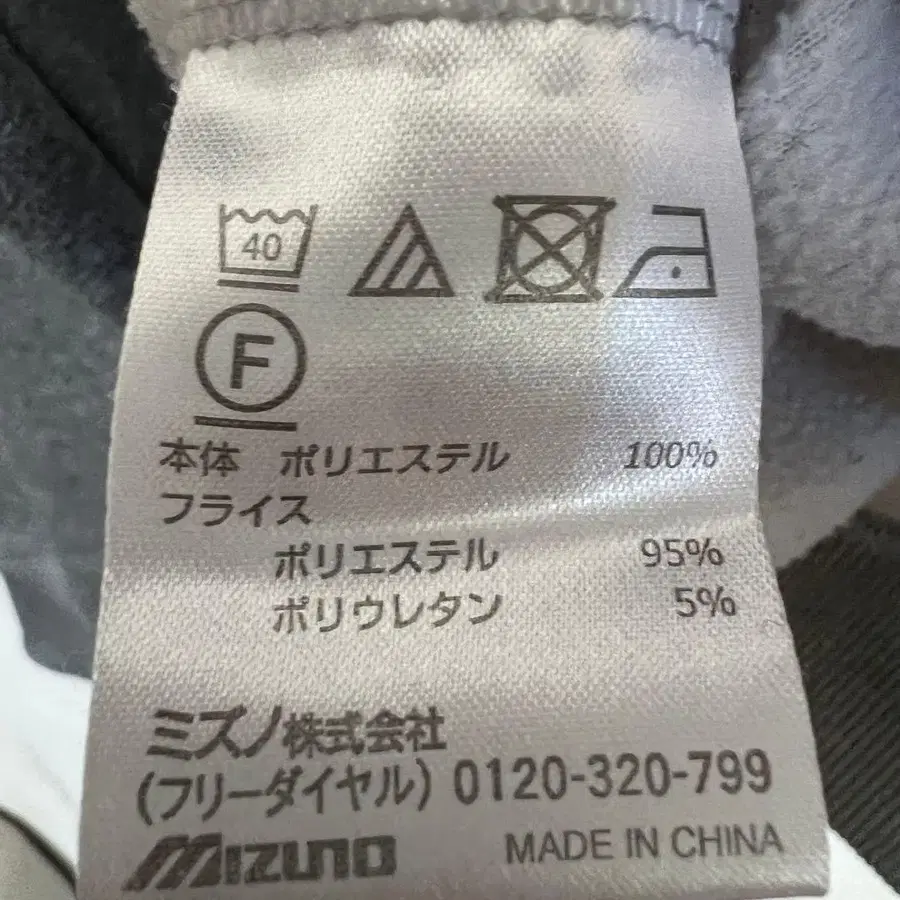 40
F
本体 ポリエステル 100%
フライス
ポリエステル 95%
ポリウレタン 5%
ミズノ株式会社
(フリーダイヤル) 0120-320-799
MIZUNO MADE IN CHINA